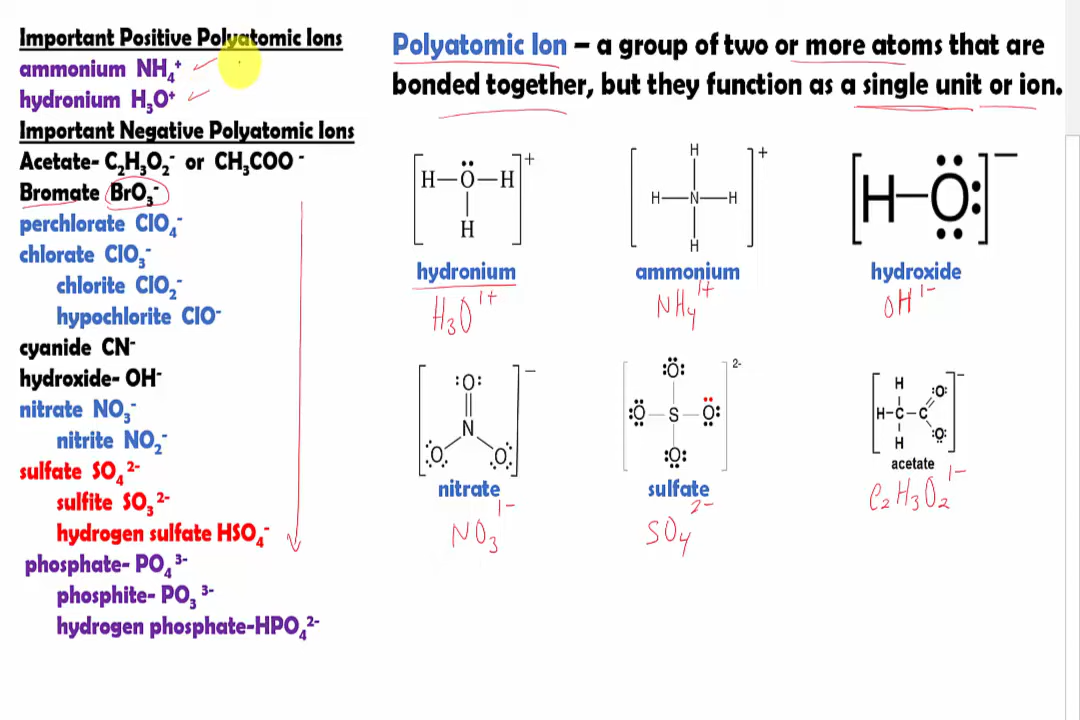 Important Positive Polyatomic Ions
ammonium NH₄⁺
hydronium H₃O⁺
Important Negative Polyatomic Ions
Acetate- C₂H₃O₂⁻ or CH₃COO⁻
Bromate BrO₃⁻
perchlorate ClO₄⁻
chlorate ClO₃⁻
chlorite ClO₂⁻
hypochlorite ClO⁻
cyanide CN⁻
hydroxide- OH⁻
nitrate NO₃⁻
nitrite NO₂⁻
sulfate SO₄²⁻
sulfite SO₃²⁻
hydrogen sulfate HSO₄⁻
phosphate- PO₄³⁻
phosphite- PO₃³⁻
hydrogen phosphate-HPO₄²⁻
Polyatomic Ion – a group of two or more atoms that are
bonded together, but they function as a single unit or ion.
[H–Ö–H]⁺
H
hydronium
H₃O¹⁺
H
[H–N–H]⁺
H
ammonium
NH₄¹⁺
[H–O:]⁻
hydroxide
OH¹⁻
:O:
N
O O
−
nitrate
NO₃¹⁻
:O:
:O–S–O:
:O:
2-
sulfate
SO₄²⁻
H :O:
H–C–C
H :O:
−
acetate
C₂H₃O₂¹⁻